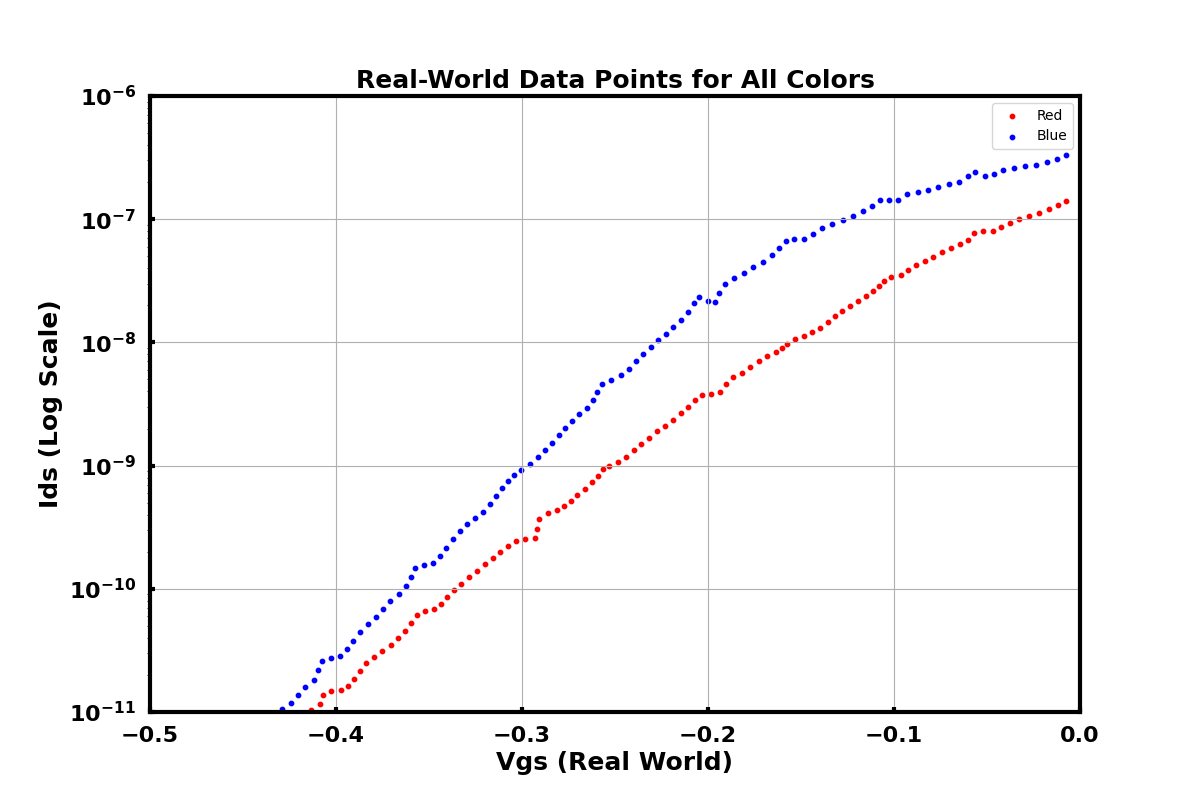 Real-World Data Points for All Colors
Red
Blue
10⁻⁶
10⁻⁷
10⁻⁸
10⁻⁹
10⁻¹⁰
10⁻¹¹
Ids (Log Scale)
−0.5 −0.4 −0.3 −0.2 −0.1 0.0
Vgs (Real World)